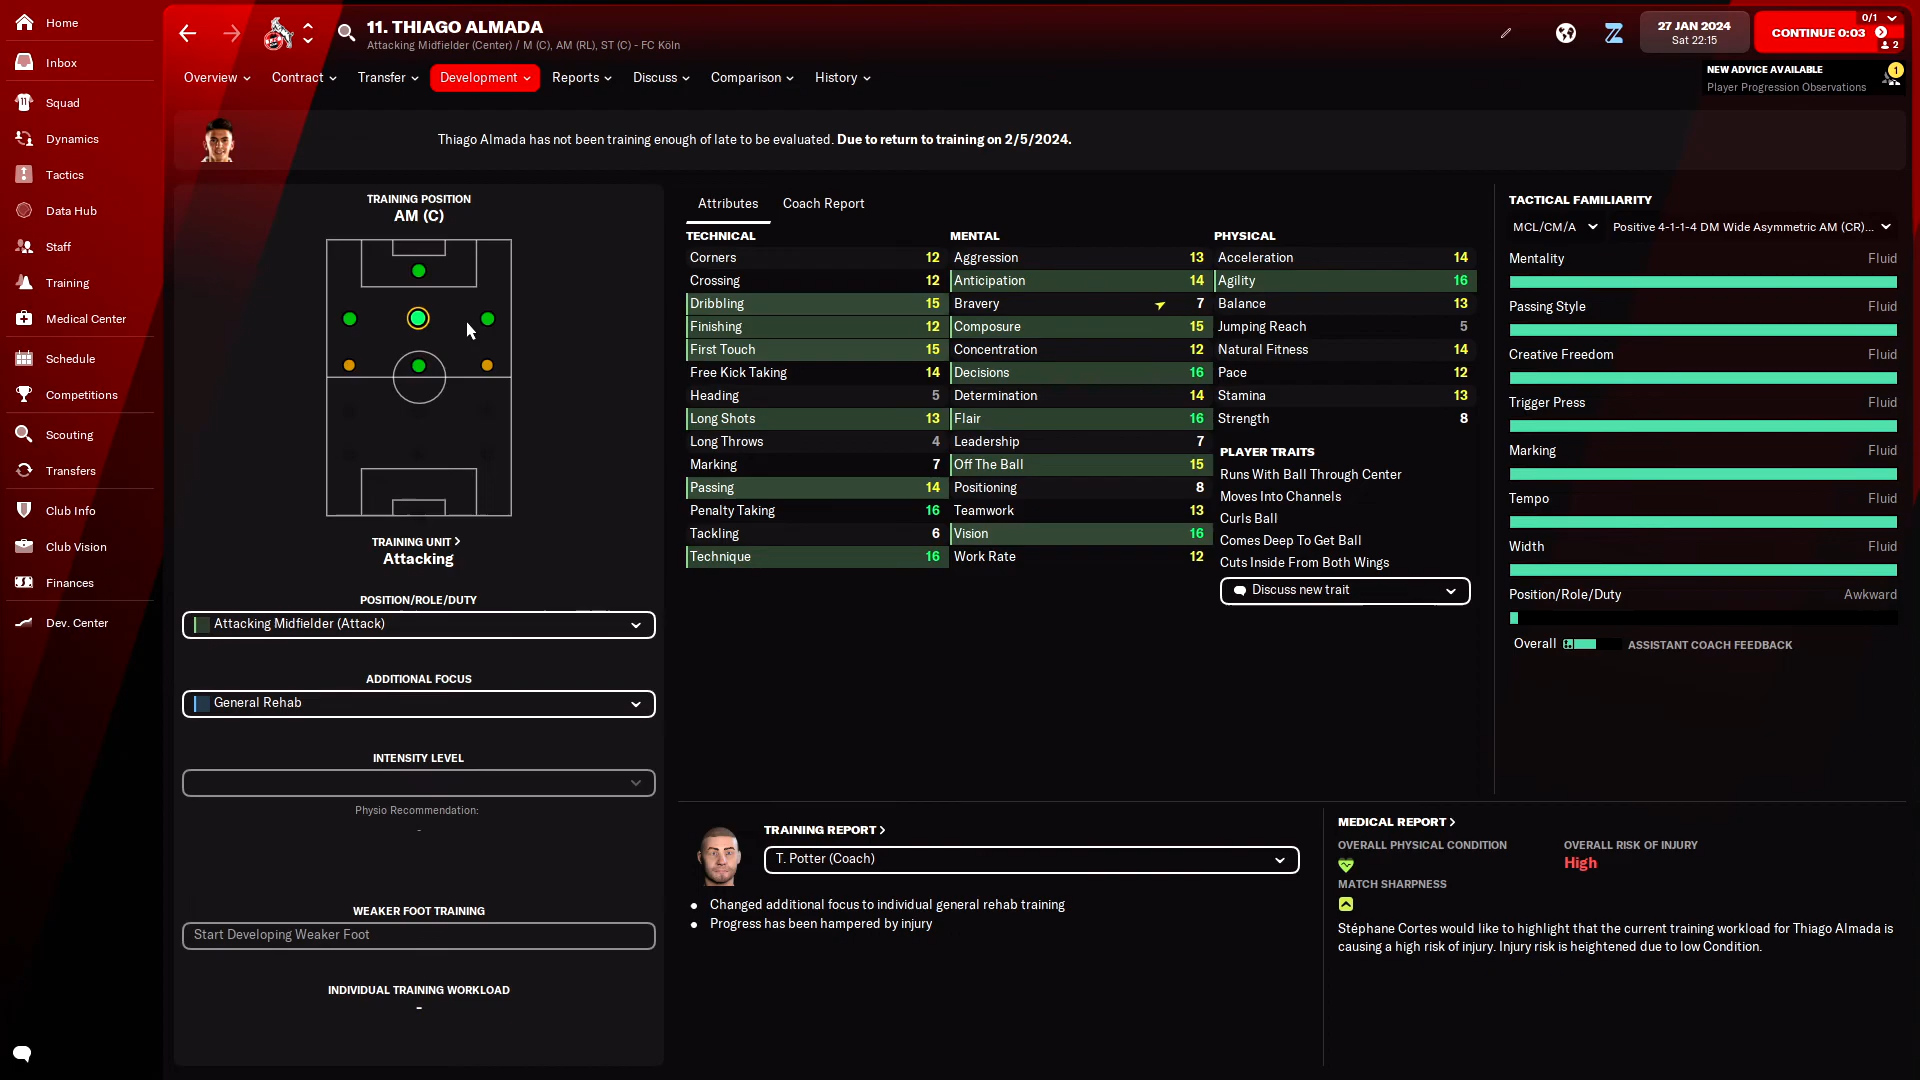 Home
Inbox
Squad
Dynamics
Tactics
Data Hub
Staff
Training
Medical Center
Schedule
Competitions
Scouting
Transfers
Club Info
Club Vision
Finances
Dev. Center
11. THIAGO ALMADA
Attacking Midfielder (Center) / M (C), AM (RL), ST (C) - FC Köln
27 JAN 2024
Sat 22:15
0/1
CONTINUE 0:03
2
Overview
Contract
Transfer
Development
Reports
Discuss
Comparison
History
NEW ADVICE AVAILABLE
Player Progression Observations
1
Thiago Almada has not been training enough of late to be evaluated. Due to return to training on 2/5/2024.
TRAINING POSITION
AM (C)
TRAINING UNIT
Attacking
POSITION/ROLE/DUTY
Attacking Midfielder (Attack)
ADDITIONAL FOCUS
General Rehab
INTENSITY LEVEL
Physio Recommendation:
-
WEAKER FOOT TRAINING
Start Developing Weaker Foot
INDIVIDUAL TRAINING WORKLOAD
-
Attributes
Coach Report
TECHNICAL
Corners 12
Crossing 12
Dribbling 15
Finishing 12
First Touch 15
Free Kick Taking 14
Heading 5
Long Shots 13
Long Throws 4
Marking 7
Passing 14
Penalty Taking 16
Tackling 6
Technique 16
MENTAL
Aggression 13
Anticipation 14
Bravery 7
Composure 15
Concentration 12
Decisions 16
Determination 14
Flair 16
Leadership 7
Off The Ball 15
Positioning 8
Teamwork 13
Vision 16
Work Rate 12
PHYSICAL
Acceleration 14
Agility 16
Balance 13
Jumping Reach 5
Natural Fitness 14
Pace 12
Stamina 13
Strength 8
PLAYER TRAITS
Runs With Ball Through Center
Moves Into Channels
Curls Ball
Comes Deep To Get Ball
Cuts Inside From Both Wings
Discuss new trait
TACTICAL FAMILIARITY
MCL/CM/A
Positive 4-1-1-4 DM Wide Asymmetric AM (CR)...
Mentality Fluid
Passing Style Fluid
Creative Freedom Fluid
Trigger Press Fluid
Marking Fluid
Tempo Fluid
Width Fluid
Position/Role/Duty Awkward
Overall
ASSISTANT COACH FEEDBACK
TRAINING REPORT
T. Potter (Coach)
Changed additional focus to individual general rehab training
Progress has been hampered by injury
MEDICAL REPORT
OVERALL PHYSICAL CONDITION
OVERALL RISK OF INJURY
High
MATCH SHARPNESS
Stéphane Cortes would like to highlight that the current training workload for Thiago Almada is
causing a high risk of injury. Injury risk is heightened due to low Condition.